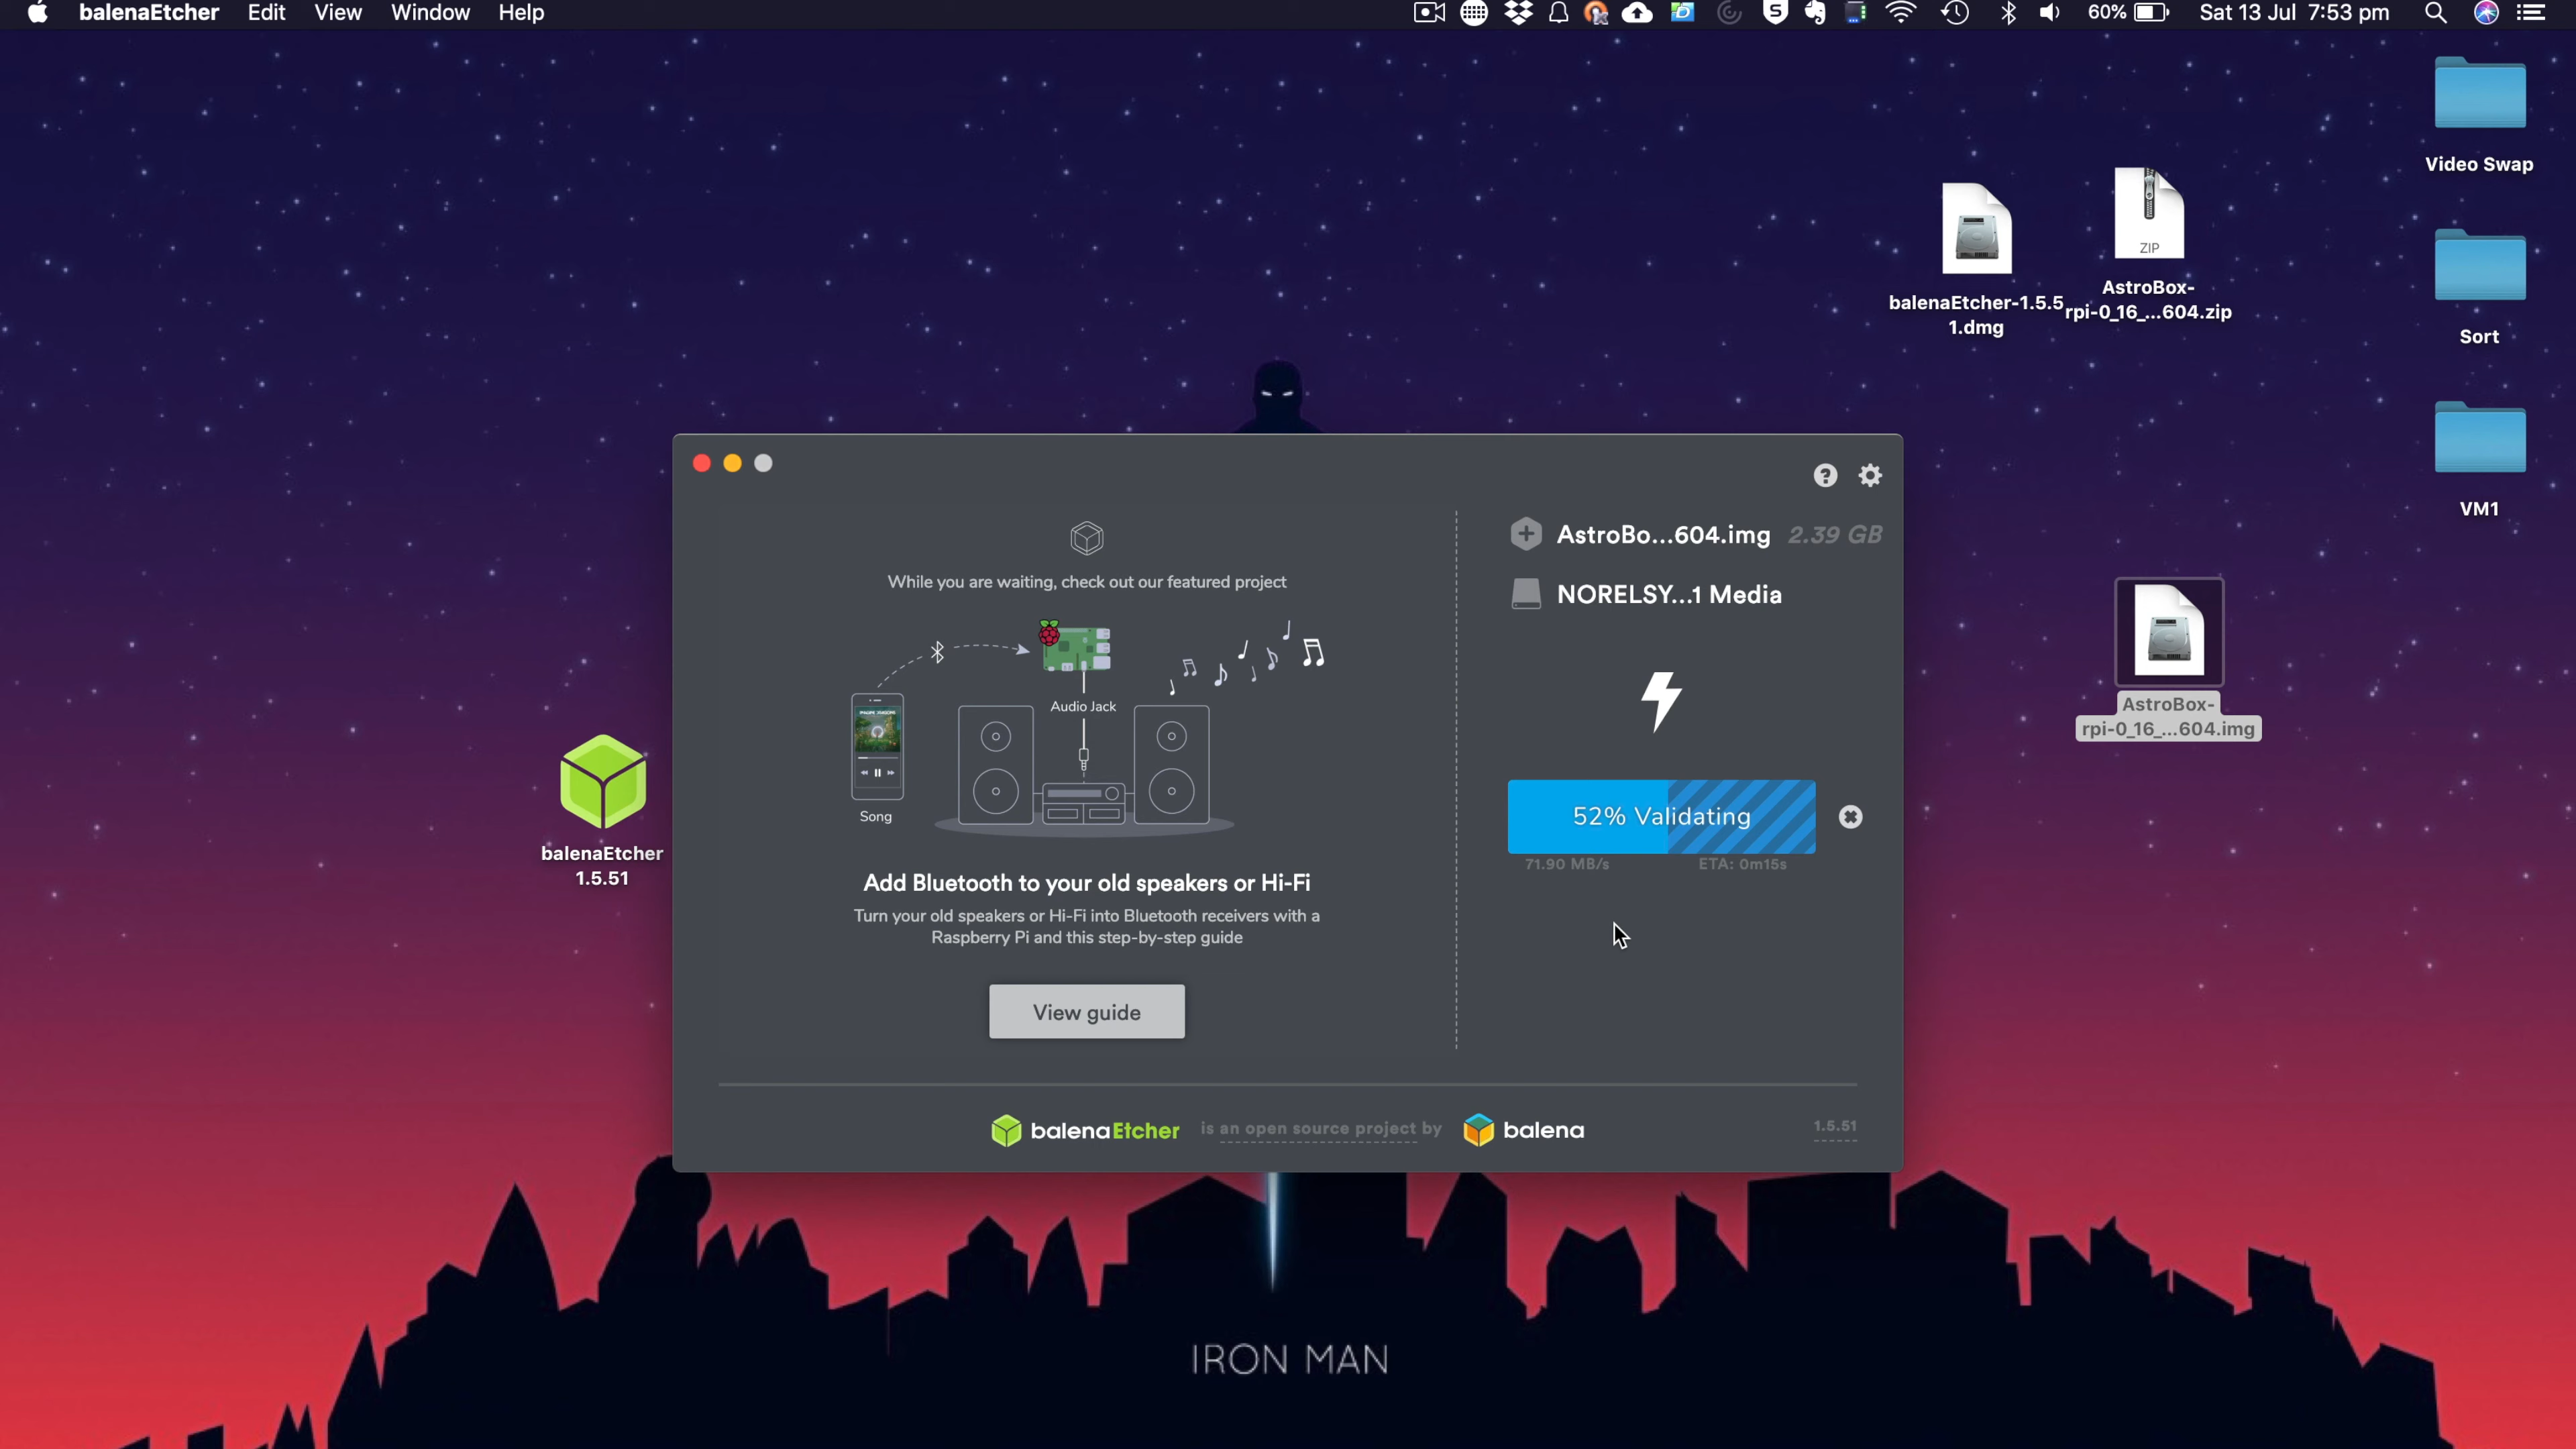 balenaEtcher Edit View Window Help 60% Sat 13 Jul 7:53 pm
Video Swap
ZIP
balenaEtcher-1.5.5
1.dmg
AstroBox-
rpi-0_16_...604.zip
Sort
VM1
AstroBo...604.img 2.39 GB
While you are waiting, check out our featured project
NORELSY...1 Media
Audio Jack
Song
AstroBox-
rpi-0_16_...604.img
52% Validating
71.90 MB/s ETA: 0m15s
balenaEtcher
1.5.51
Add Bluetooth to your old speakers or Hi-Fi
Turn your old speakers or Hi-Fi into Bluetooth receivers with a
Raspberry Pi and this step-by-step guide
View guide
balenaEtcher is an open source project by balena 1.5.51
IRON MAN